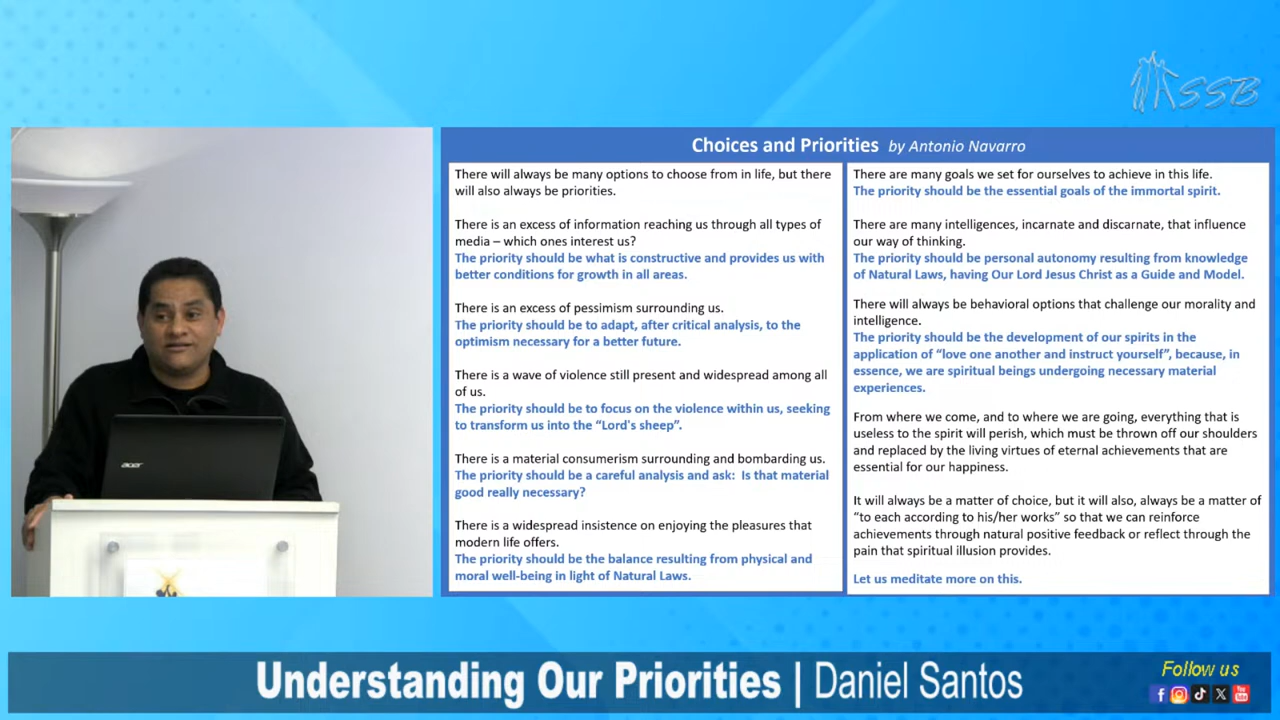 SSB
Choices and Priorities by Antonio Navarro
There will always be many options to choose from in life, but there
will also always be priorities.
There is an excess of information reaching us through all types of
media – which ones interest us?
The priority should be what is constructive and provides us with
better conditions for growth in all areas.
There is an excess of pessimism surrounding us.
The priority should be to adapt, after critical analysis, to the
optimism necessary for a better future.
There is a wave of violence still present and widespread among all
of us.
The priority should be to focus on the violence within us, seeking
to transform us into the “Lord's sheep”.
There is a material consumerism surrounding and bombarding us.
The priority should be a careful analysis and ask:  Is that material
good really necessary?
There is a widespread insistence on enjoying the pleasures that
modern life offers.
The priority should be the balance resulting from physical and
moral well-being in light of Natural Laws.
There are many goals we set for ourselves to achieve in this life.
The priority should be the essential goals of the immortal spirit.
There are many intelligences, incarnate and discarnate, that influence
our way of thinking.
The priority should be personal autonomy resulting from knowledge
of Natural Laws, having Our Lord Jesus Christ as a Guide and Model.
There will always be behavioral options that challenge our morality and
intelligence.
The priority should be the development of our spirits in the
application of “love one another and instruct yourself”, because, in
essence, we are spiritual beings undergoing necessary material
experiences.
From where we come, and to where we are going, everything that is
useless to the spirit will perish, which must be thrown off our shoulders
and replaced by the living virtues of eternal achievements that are
essential for our happiness.
It will always be a matter of choice, but it will also, always be a matter of
“to each according to his/her works” so that we can reinforce
achievements through natural positive feedback or reflect through the
pain that spiritual illusion provides.
Let us meditate more on this.
acer
Understanding Our Priorities | Daniel Santos
Follow us